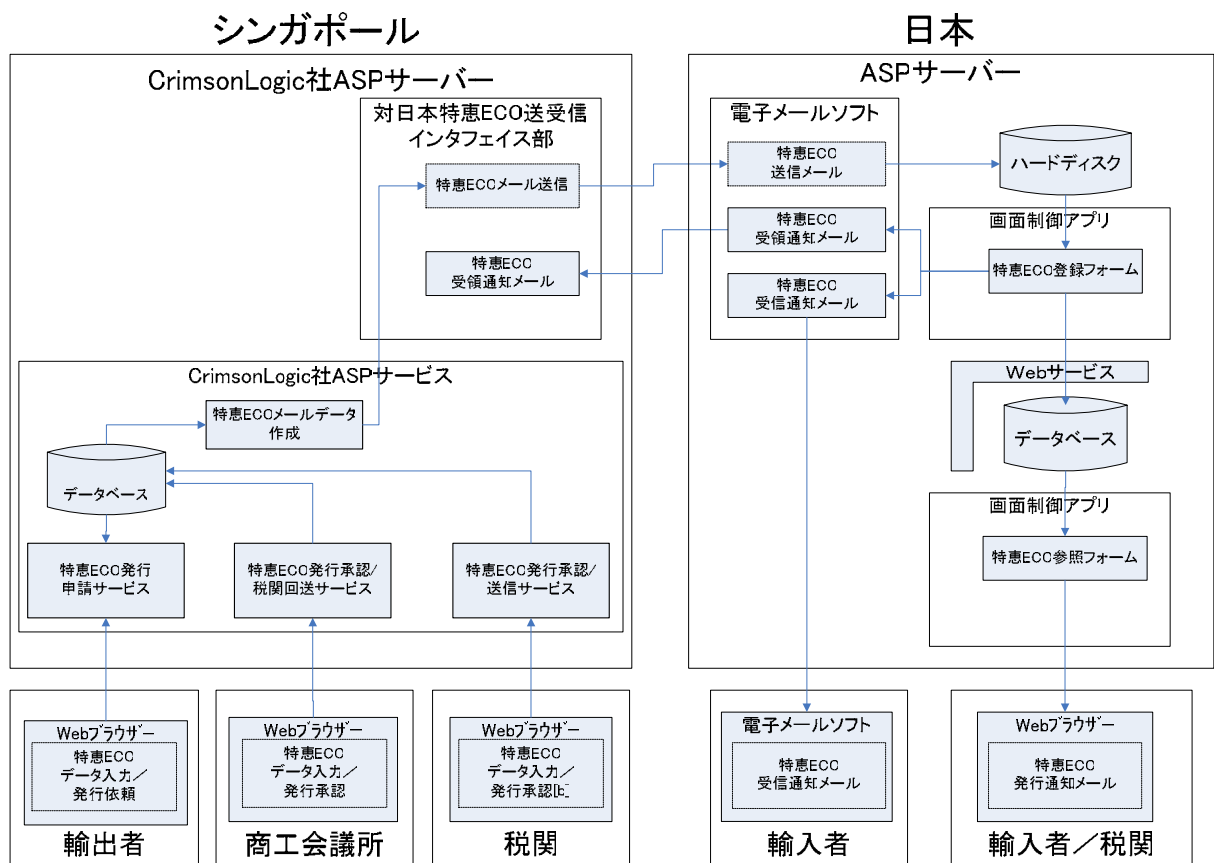 シンガポール
日本
CrimsonLogic社ASPサーバー
対日本特恵ECO送受信
インタフェイス部
特恵ECOメール送信
特恵ECO
受領通知メール
CrimsonLogic社ASPサービス
特恵ECOメールデータ
作成
データベース
特恵ECO発行
申請サービス
特恵ECO発行承認/
税関回送サービス
特恵ECO発行承認/
送信サービス
ASPサーバー
電子メールソフト
特恵ECO
送信メール
特恵ECO
受領通知メール
特恵ECO
受信通知メール
ハードディスク
画面制御アプリ
特恵ECO登録フォーム
Webサービス
データベース
画面制御アプリ
特恵ECO参照フォーム
Webブラウザー
特恵ECO
データ入力/
発行依頼
輸出者
Webブラウザー
特恵ECO
データ入力/
発行承認
商工会議所
Webブラウザー
特恵ECO
データ入力/
発行承認[b]
税関
電子メールソフト
特恵ECO
受信通知メール
輸入者
Webブラウザー
特恵ECO
発行通知メール
輸入者/税関